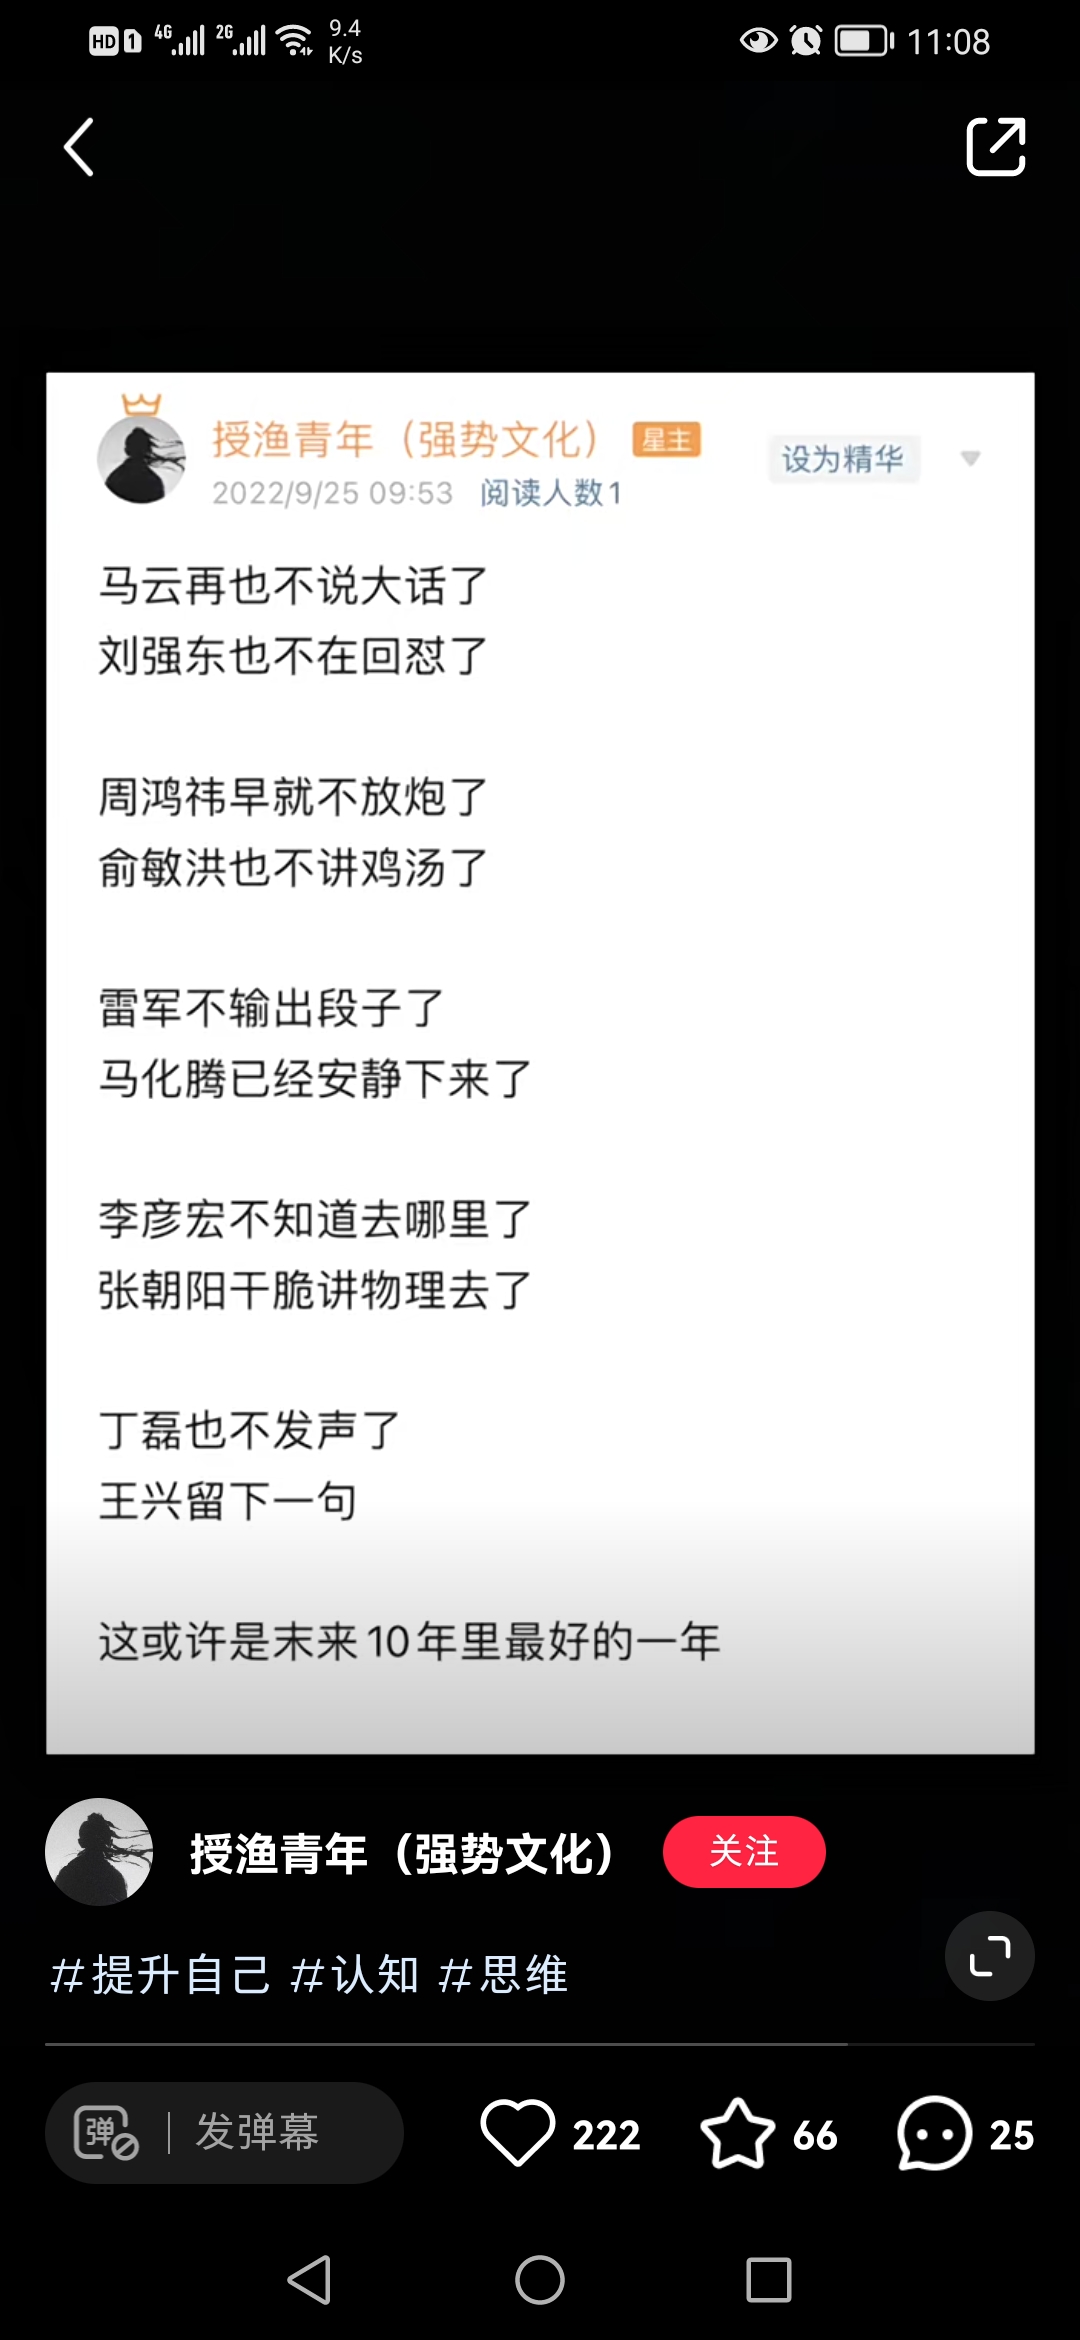 HD 1 4G 2G 9.4 K/s 11:08
授渔青年（强势文化） 星主
设为精华
2022/9/25 09:53 阅读人数1
马云再也不说大话了
刘强东也不在回怼了
周鸿祎早就不放炮了
俞敏洪也不讲鸡汤了
雷军不输出段子了
马化腾已经安静下来了
李彦宏不知道去哪里了
张朝阳干脆讲物理去了
丁磊也不发声了
王兴留下一句
这或许是末来10年里最好的一年
授渔青年（强势文化） 关注
#提升自己 #认知 #思维
弹 发弹幕 222 66 25